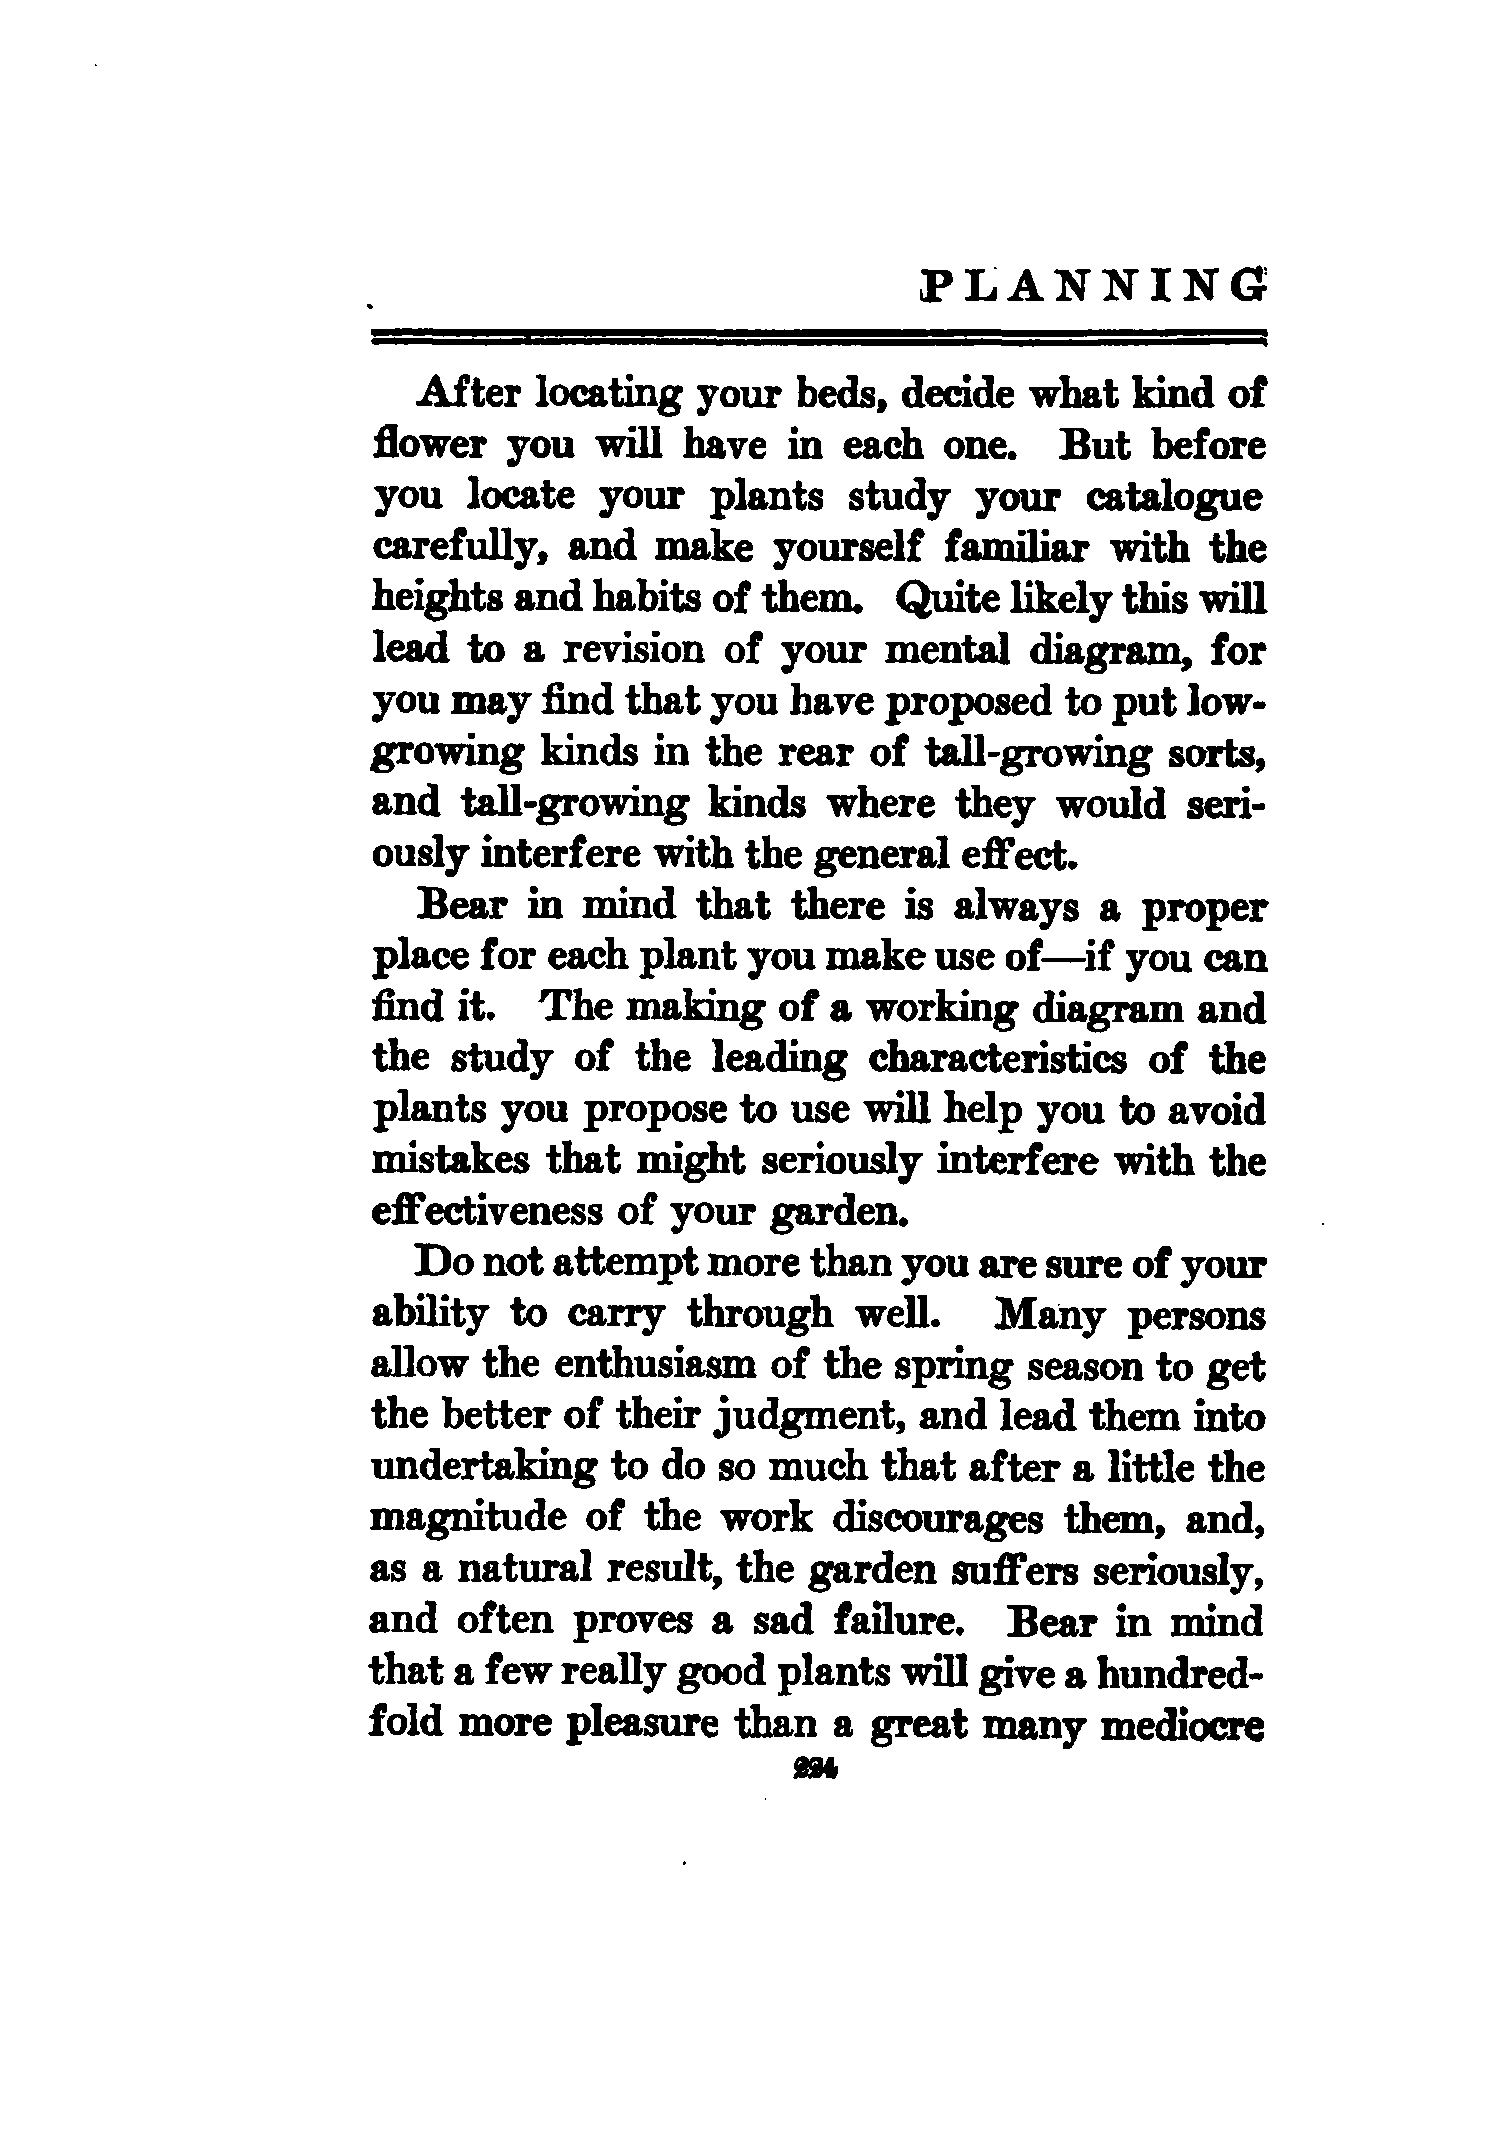 PLANNING
After locating your beds, decide what kind of
flower you will have in each one. But before
you locate your plants study your catalogue
carefully, and make yourself familiar with the
heights and habits of them. Quite likely this will
lead to a revision of your mental diagram, for
you may find that you have proposed to put low-
growing kinds in the rear of tall-growing sorts,
and tall-growing kinds where they would seri-
ously interfere with the general effect.
Bear in mind that there is always a proper
place for each plant you make use of—if you can
find it. The making of a working diagram and
the study of the leading characteristics of the
plants you propose to use will help you to avoid
mistakes that might seriously interfere with the
effectiveness of your garden.
Do not attempt more than you are sure of your
ability to carry through well. Many persons
allow the enthusiasm of the spring season to get
the better of their judgment, and lead them into
undertaking to do so much that after a little the
magnitude of the work discourages them, and,
as a natural result, the garden suffers seriously,
and often proves a sad failure. Bear in mind
that a few really good plants will give a hundred-
fold more pleasure than a great many mediocre
224